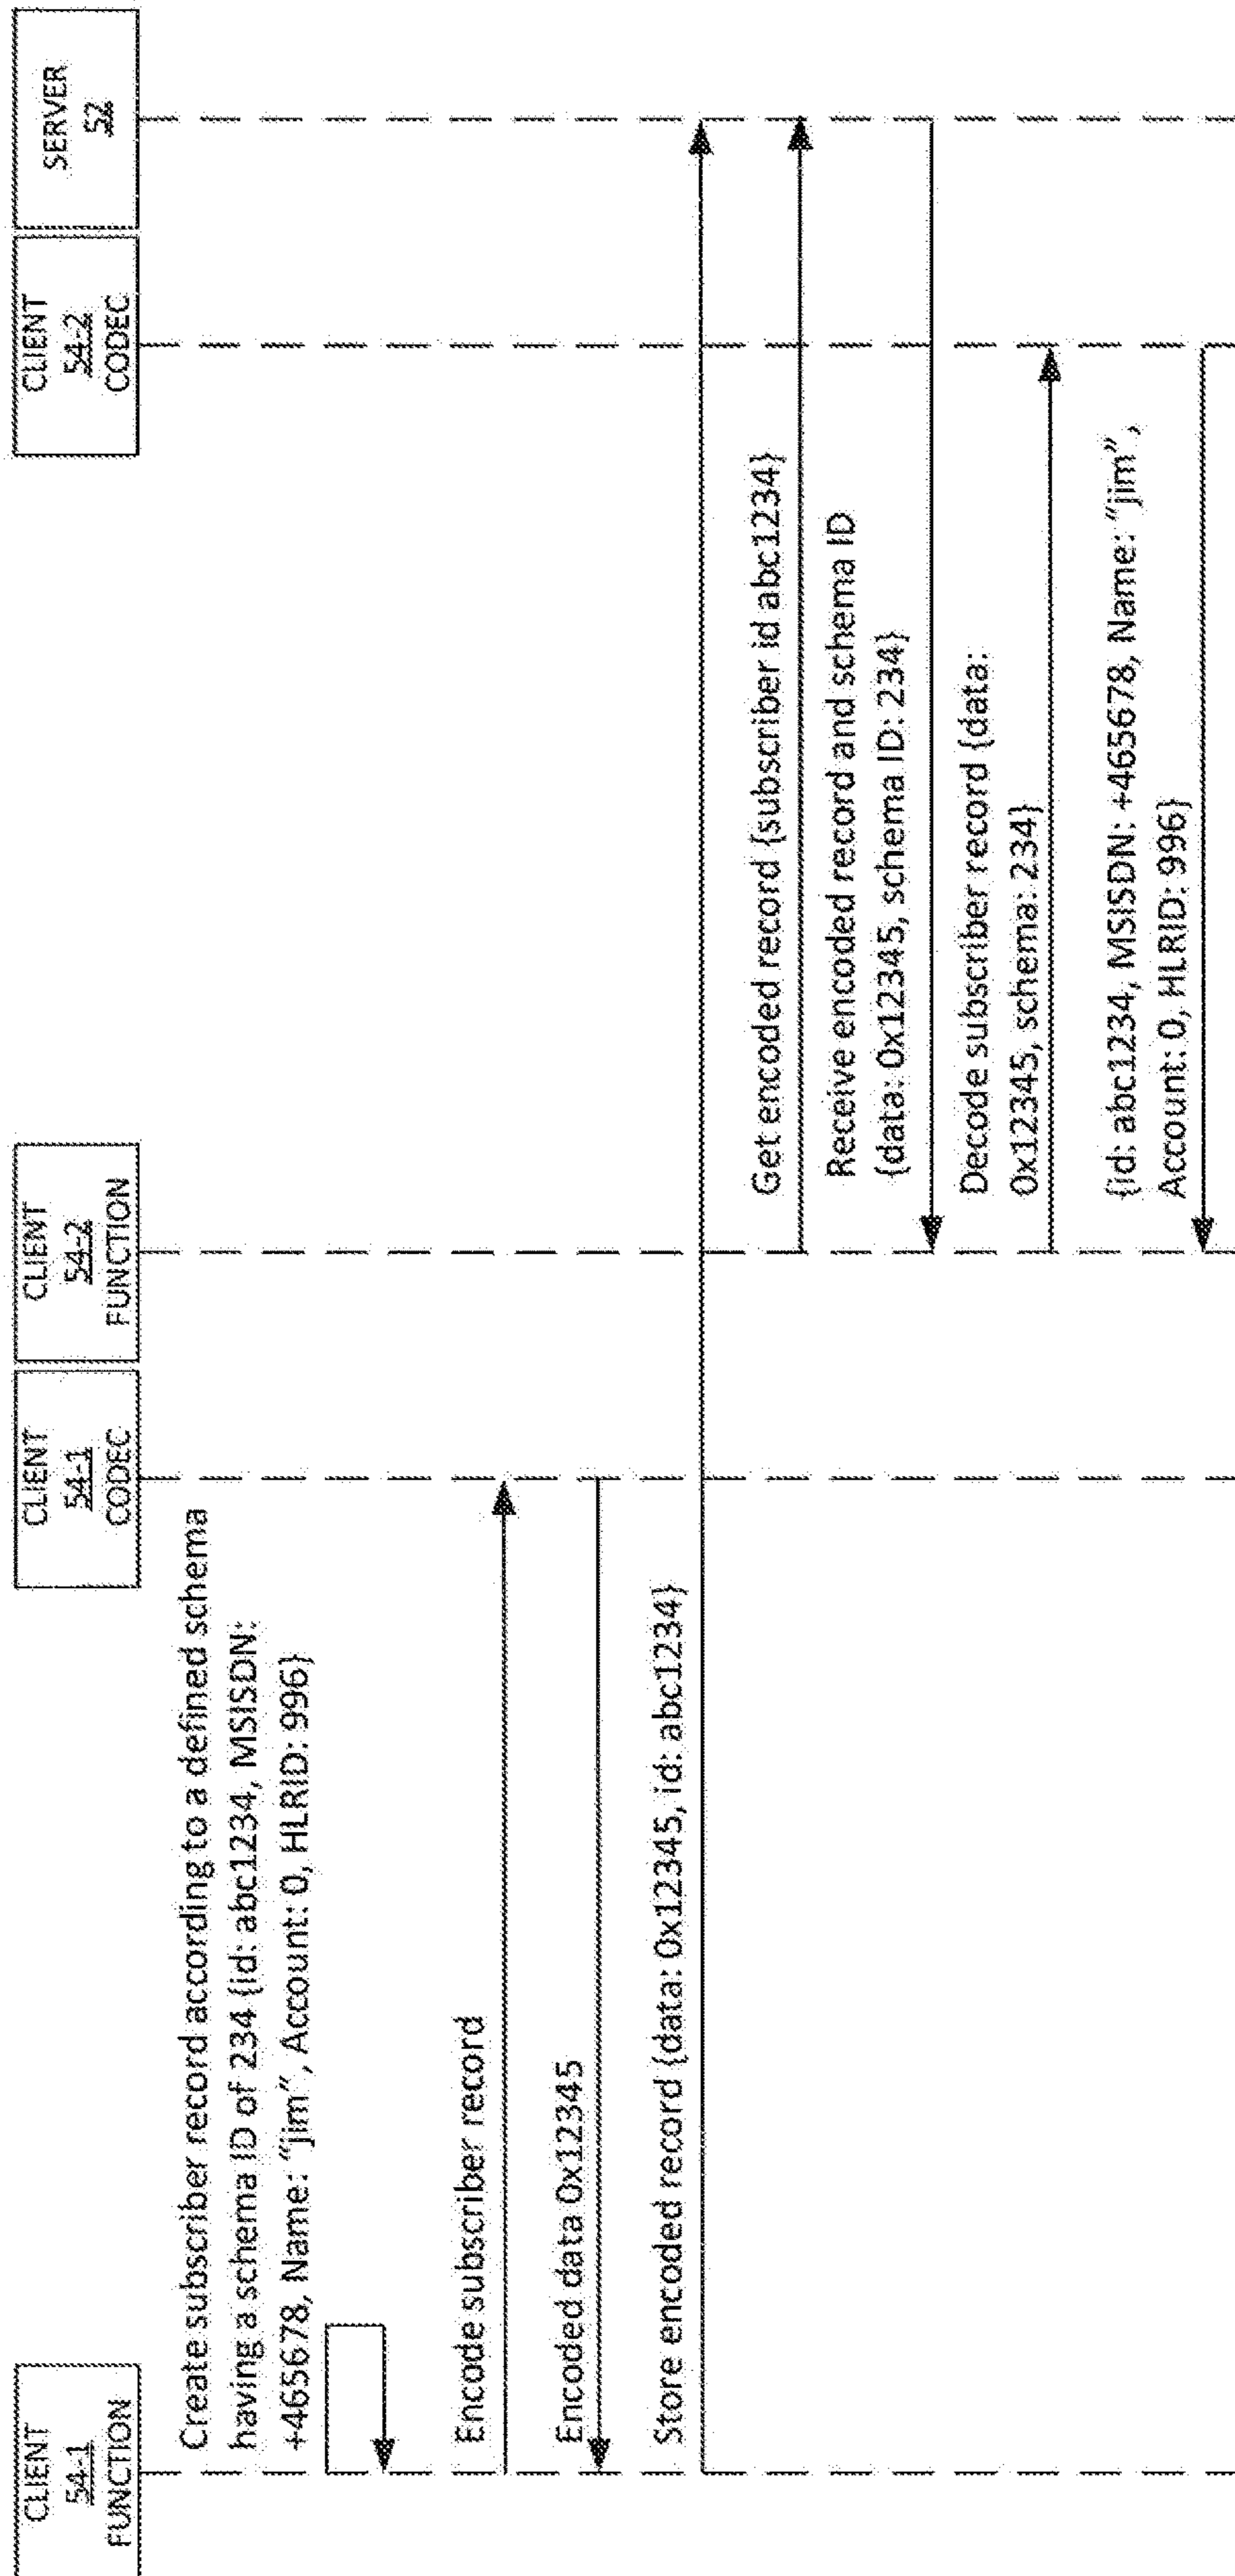 CLIENT
54-1
FUNCTION
CLIENT
54-1
CODEC
CLIENT
54-2
FUNCTION
CLIENT
54-2
CODEC
SERVER
52
Create subscriber record according to a defined schema
having a schema ID of 234 {id: abc1234, MSISDN:
+465678, Name: “jim”, Account: 0, HLRID: 996}
Encode subscriber record
Encoded data 0x12345
Store encoded record {data: 0x12345, id: abc1234}
Get encoded record {subscriber id abc1234}
Receive encoded record and schema ID
{data: 0x12345, schema ID: 234}
Decode subscriber record {data:
0x12345, schema: 234}
{id: abc1234, MSISDN: +465678, Name: “jim”,
Account: 0, HLRID: 996}